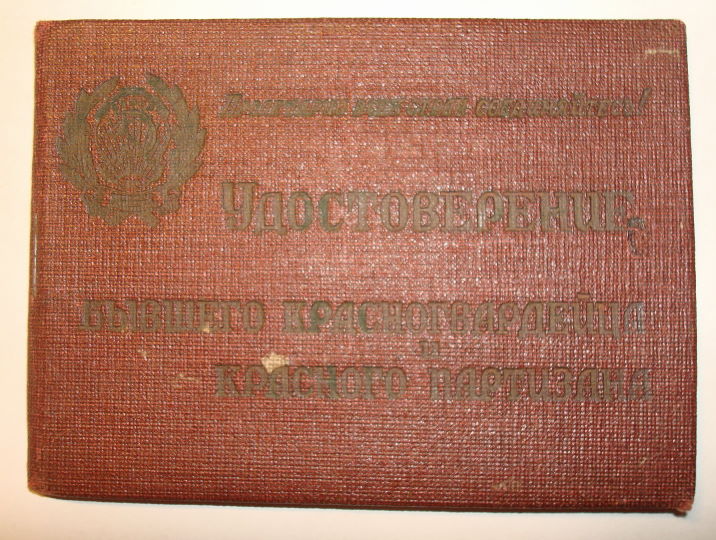 Пролетарии всех стран соединяйтесь!
УДОСТОВЕРЕНИЕ
БЫВШЕГО КРАСНОГВАРДЕЙЦА
И
КРАСНОГО ПАРТИЗАНА